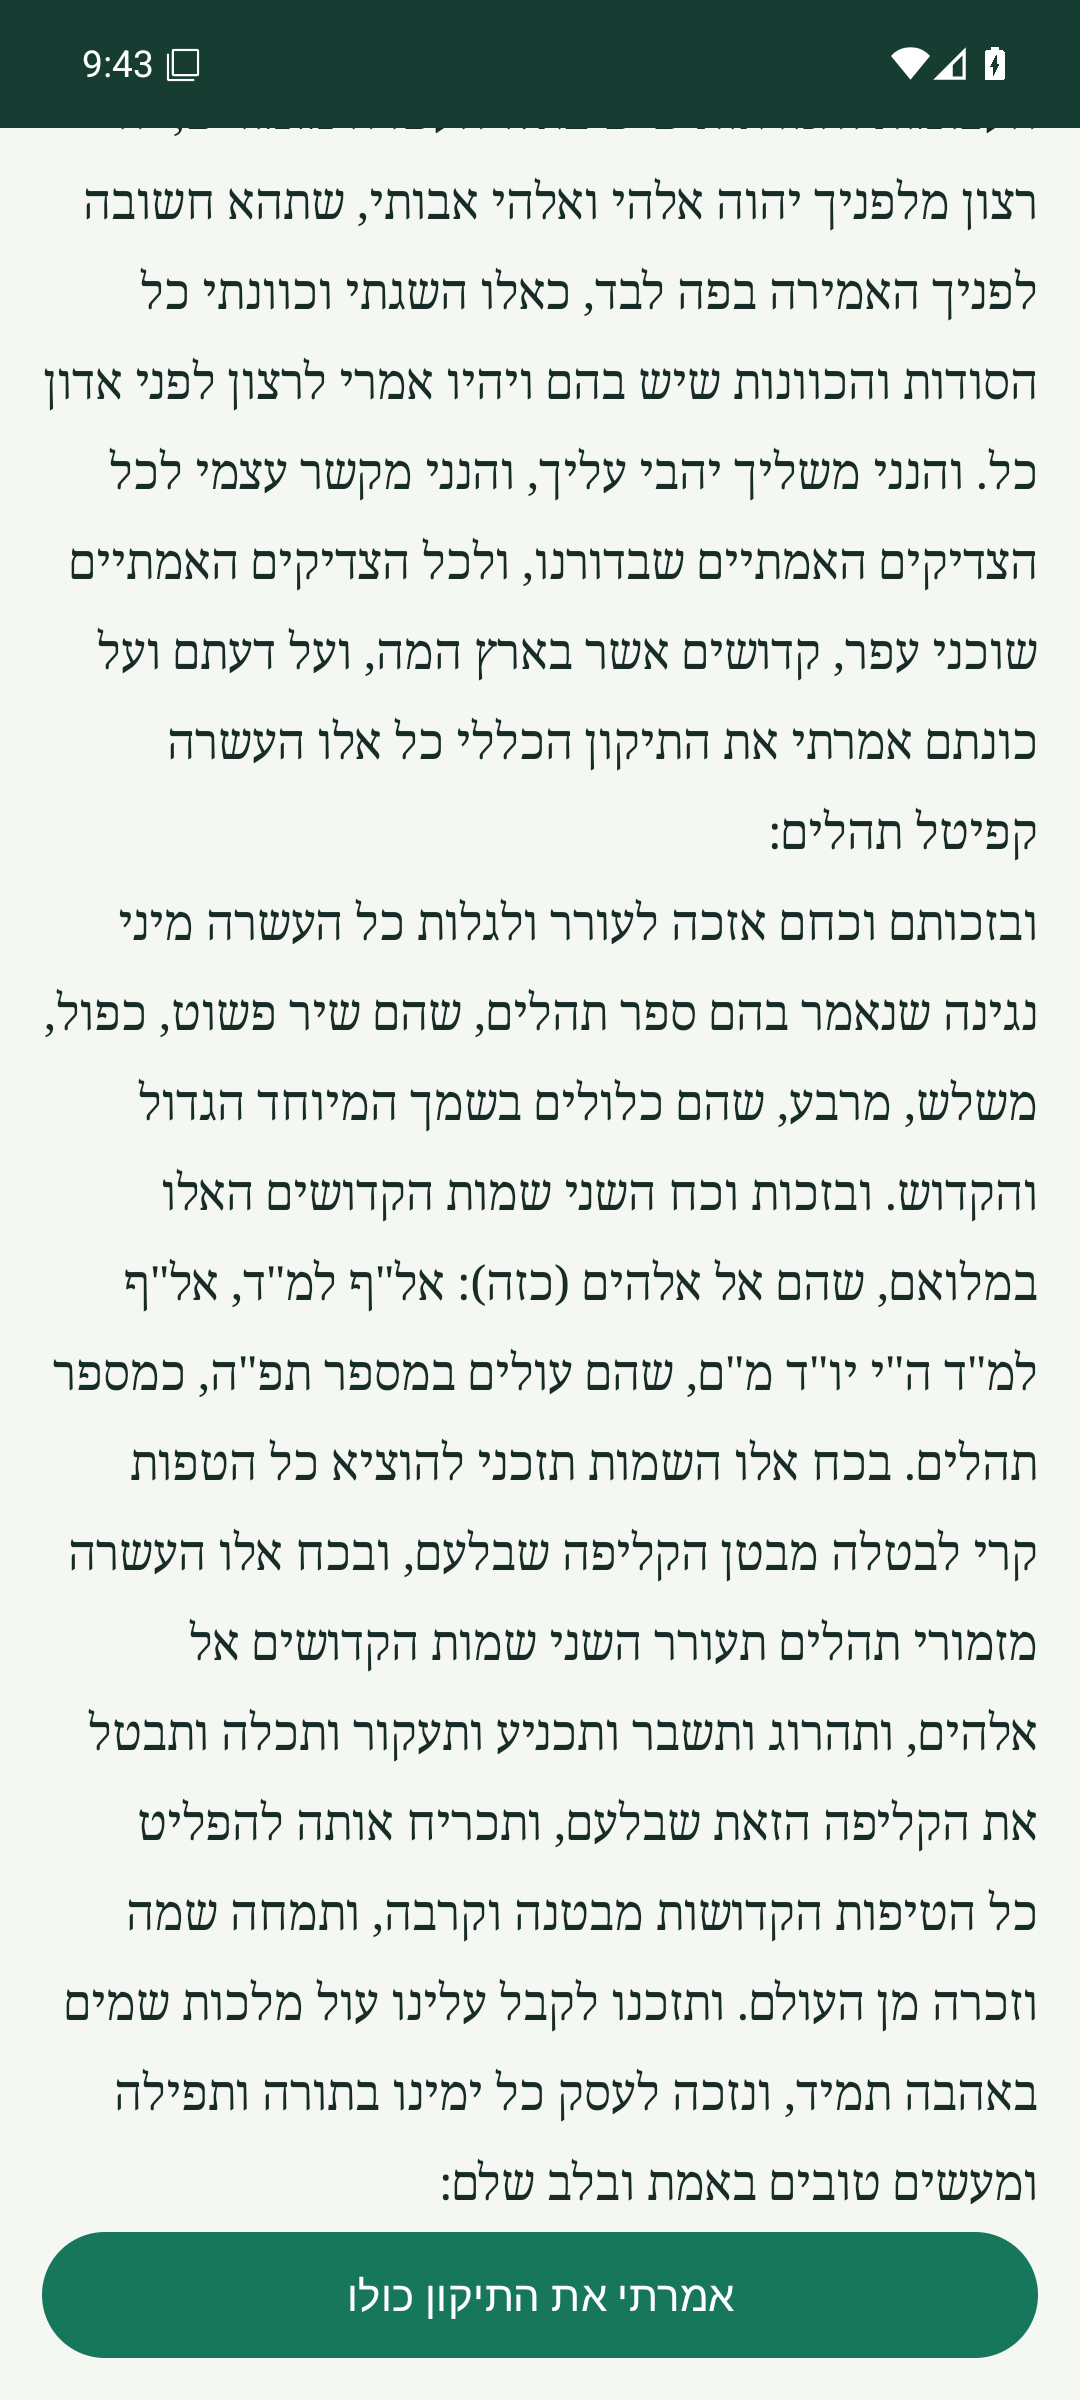 9:43
רצון מלפניך יהוה אלהי ואלהי אבותי, שתהא חשובה
לפניך האמירה בפה לבד, כאלו השגתי וכוונתי כל
הסודות והכוונות שיש בהם ויהיו אמרי לרצון לפני אדון
כל. והנני משליך יהבי עליך, והנני מקשר עצמי לכל
הצדיקים האמתיים שבדורנו, ולכל הצדיקים האמתיים
שוכני עפר, קדושים אשר בארץ המה, ועל דעתם ועל
כונתם אמרתי את התיקון הכללי כל אלו העשרה
קפיטל תהלים:
ובזכותם וכחם אזכה לעורר ולגלות כל העשרה מיני
נגינה שנאמר בהם ספר תהלים, שהם שיר פשוט, כפול,
משלש, מרבע, שהם כלולים בשמך המיוחד הגדול
והקדוש. ובזכות וכח השני שמות הקדושים האלו
במלואם, שהם אל אלהים (כזה): אל"ף למ"ד, אל"ף
למ"ד ה"י יו"ד מ"ם, שהם עולים במספר תפ"ה, כמספר
תהלים. בכח אלו השמות תזכני להוציא כל הטפות
קרי לבטלה מבטן הקליפה שבלעם, ובכח אלו העשרה
מזמורי תהלים תעורר השני שמות הקדושים אל
אלהים, ותהרוג ותשבר ותכניע ותעקור ותכלה ותבטל
את הקליפה הזאת שבלעם, ותכריח אותה להפליט
כל הטיפות הקדושות מבטנה וקרבה, ותמחה שמה
וזכרה מן העולם. ותזכנו לקבל עלינו עול מלכות שמים
באהבה תמיד, ונזכה לעסק כל ימינו בתורה ותפילה
ומעשים טובים באמת ובלב שלם:
אמרתי את התיקון כולו